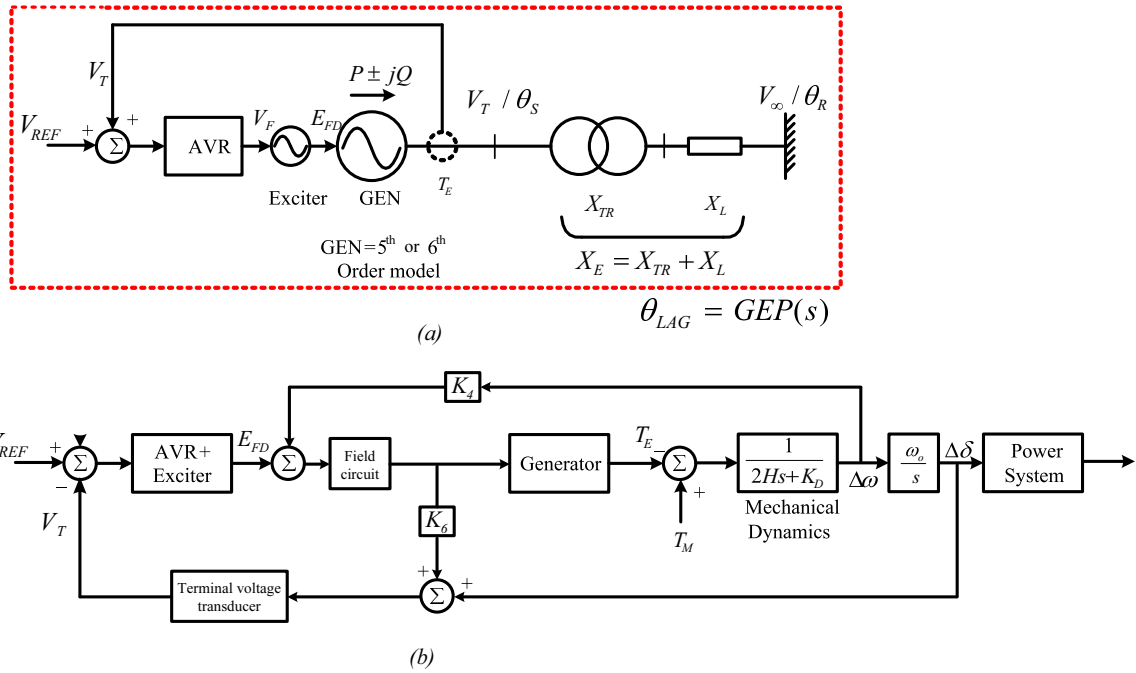 V_T
P ± jQ
V_T / θ_S
V_∞ / θ_R
V_REF
+
+
Σ
AVR
V_F
E_FD
T_E
Exciter
GEN
X_TR
X_L
GEN=5th or 6th
Order model
X_E = X_TR + X_L
θ_LAG = GEP(s)
(a)
K_4
REF
+
−
Σ
AVR+
Exciter
E_FD
Σ
Field
circuit
Generator
T_E
−
Σ
+
T_M
1
2Hs+K_D
Δω
Mechanical
Dynamics
ω_o
s
Δδ
Power
System
K_6
V_T
Terminal voltage
transducer
+
+
Σ
(b)